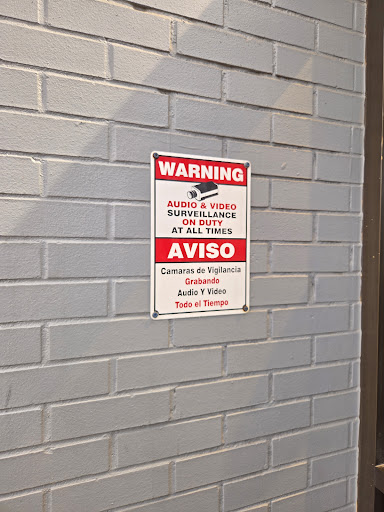 WARNING
AUDIO & VIDEO
SURVEILLANCE
ON DUTY
AT ALL TIMES
AVISO
Camaras de Vigilancia
Grabando
Audio Y Video
Todo el Tiempo